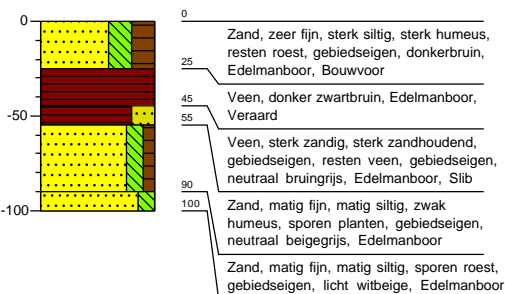 0
-50
-100
0
Zand, zeer fijn, sterk siltig, sterk humeus,
resten roest, gebiedseigen, donkerbruin,
Edelmanboor, Bouwvoor
25
Veen, donker zwartbruin, Edelmanboor,
Veraard
45
55
Veen, sterk zandig, sterk zandhoudend,
gebiedseigen, resten veen, gebiedseigen,
neutraal bruingrijs, Edelmanboor, Slib
90
Zand, matig fijn, matig siltig, zwak
humeus, sporen planten, gebiedseigen,
neutraal beigegrijs, Edelmanboor
100
Zand, matig fijn, matig siltig, sporen roest,
gebiedseigen, licht witbeige, Edelmanboor